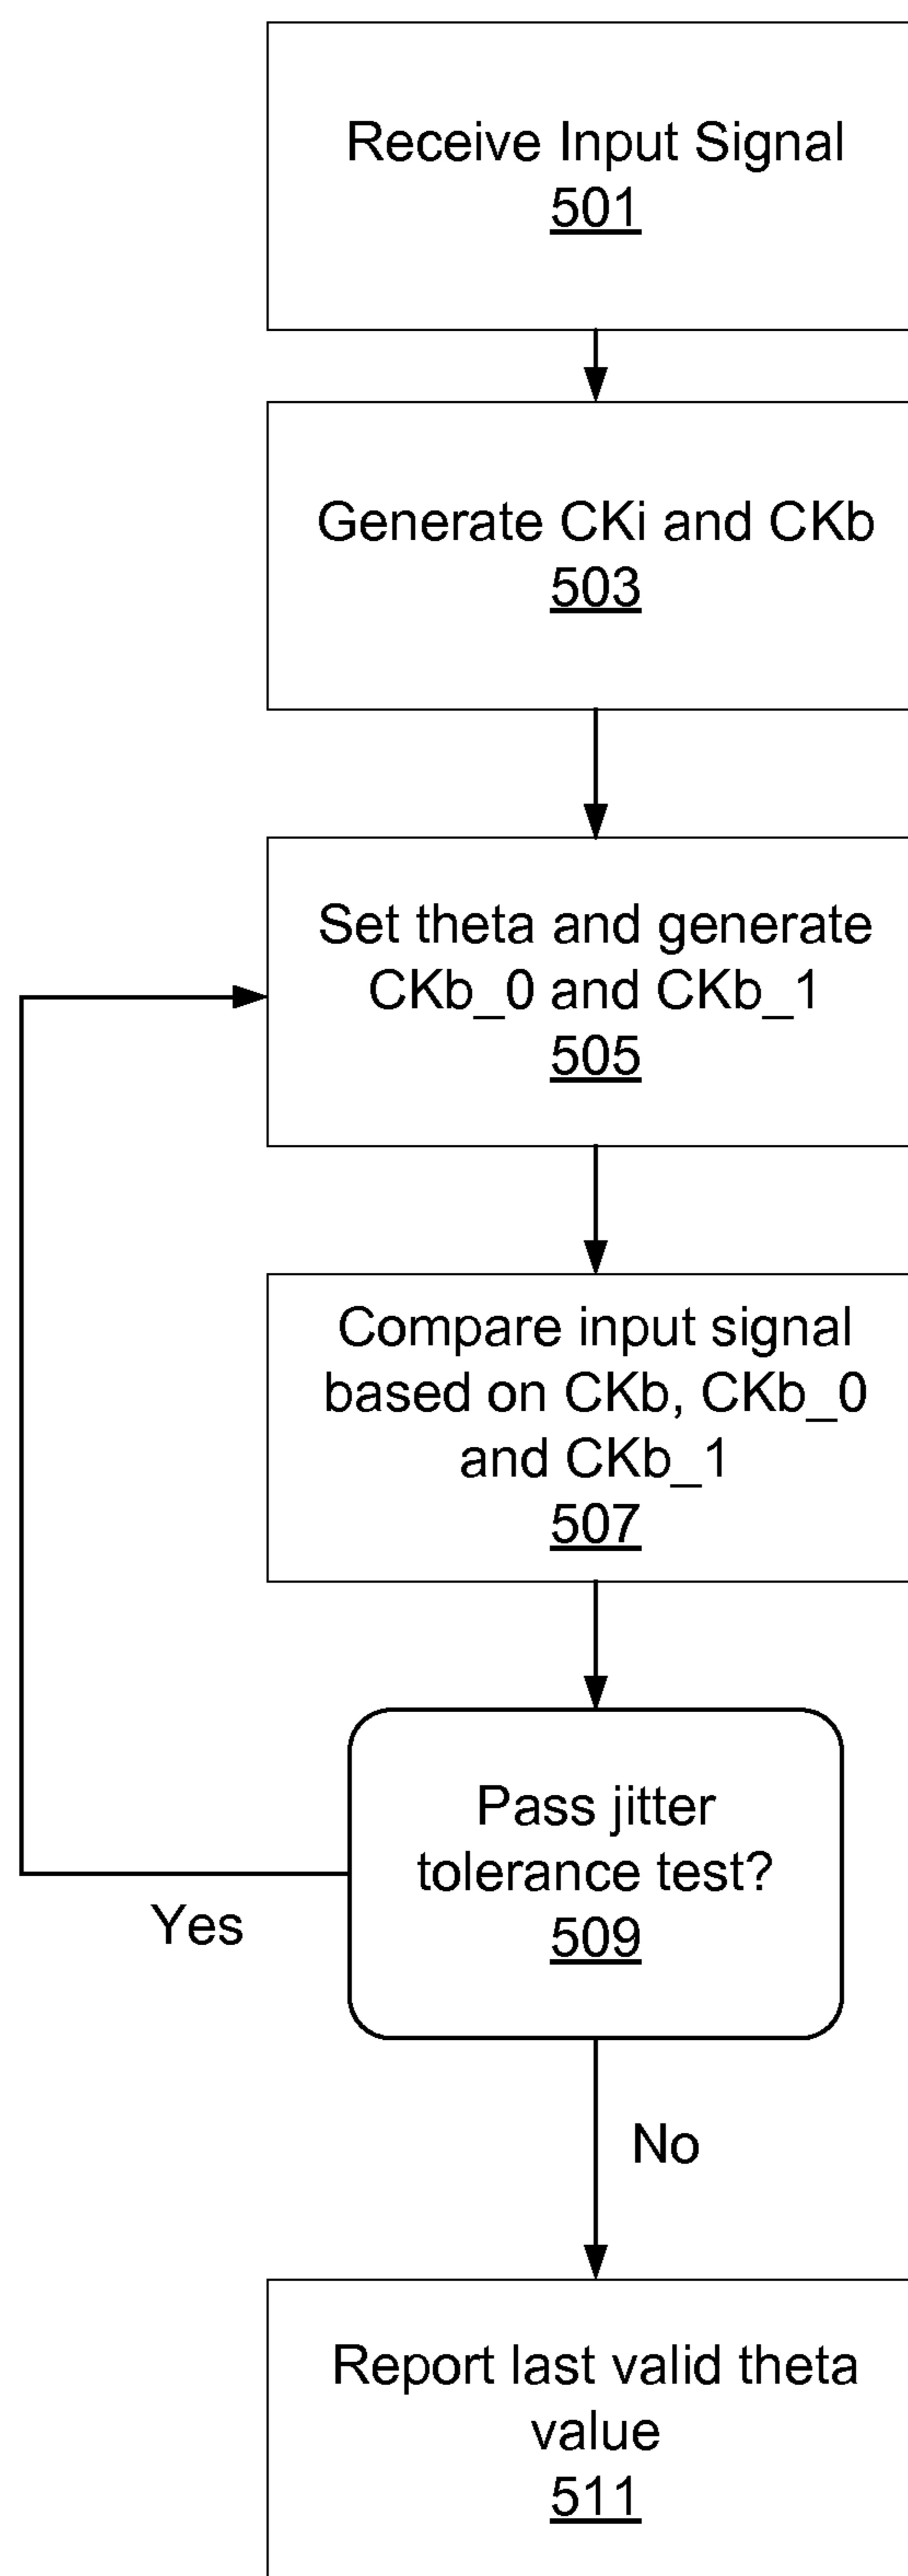 Receive Input Signal
501
Generate CKi and CKb
503
Set theta and generate
CKb_0 and CKb_1
505
Compare input signal
based on CKb, CKb_0
and CKb_1
507
Pass jitter
tolerance test?
509
Yes
No
Report last valid theta
value
511